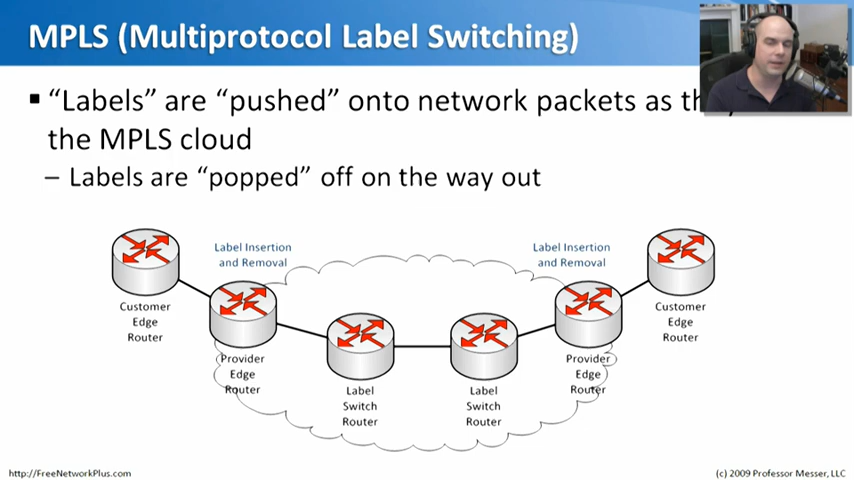 MPLS (Multiprotocol Label Switching)
▪ “Labels” are “pushed” onto network packets as
the MPLS cloud
– Labels are “popped” off on the way out
Label Insertion
and Removal
Label Insertion
and Removal
Customer
Edge
Router
Provider
Edge
Router
Label
Switch
Router
Label
Switch
Router
Provider
Edge
Router
Customer
Edge
Router
http://FreeNetworkPlus.com
(c) 2009 Professor Messer, LLC